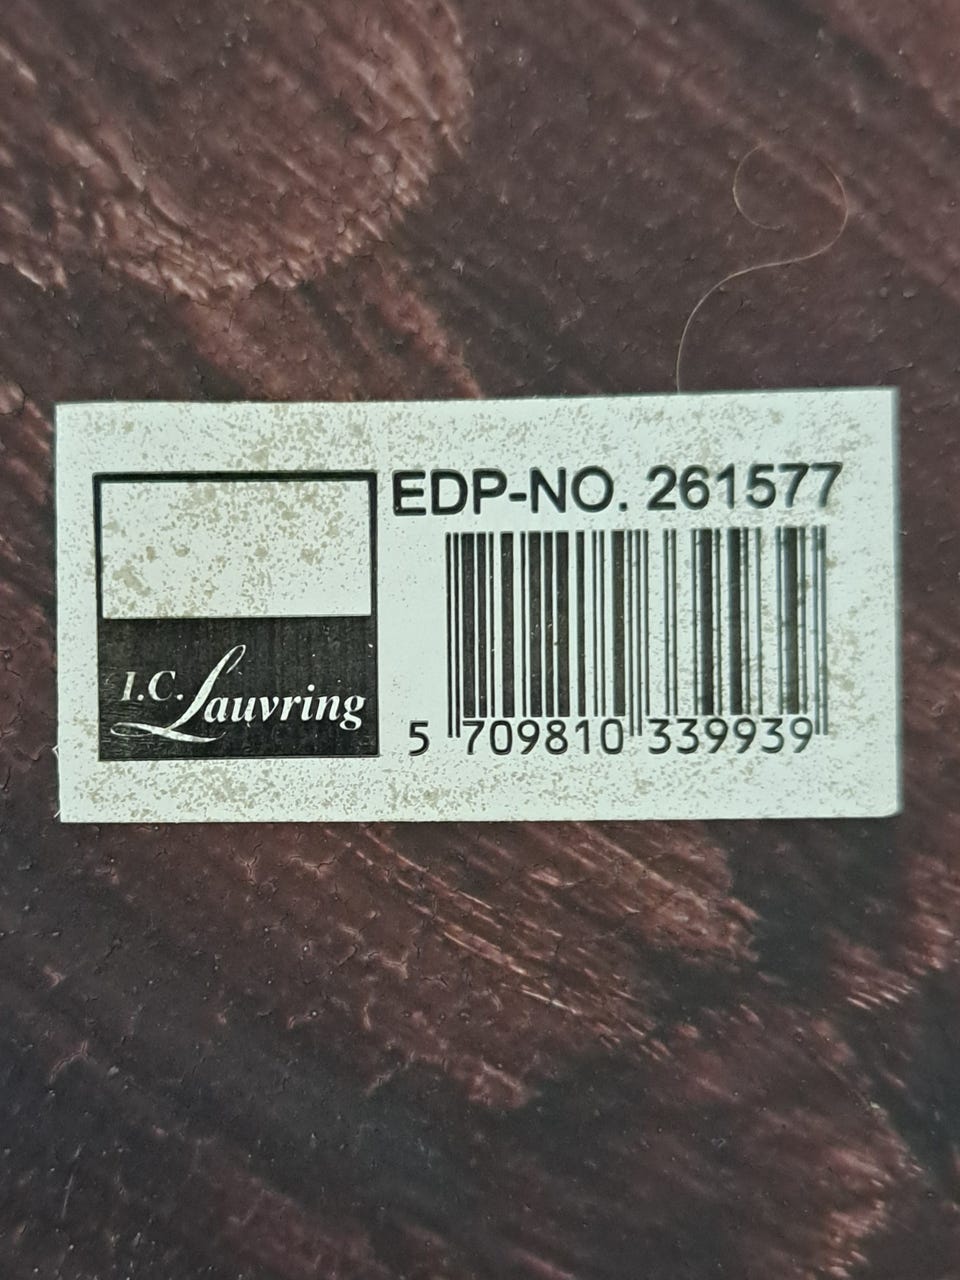 EDP-NO. 261577
I.C. Lauvring
5 709810 339939